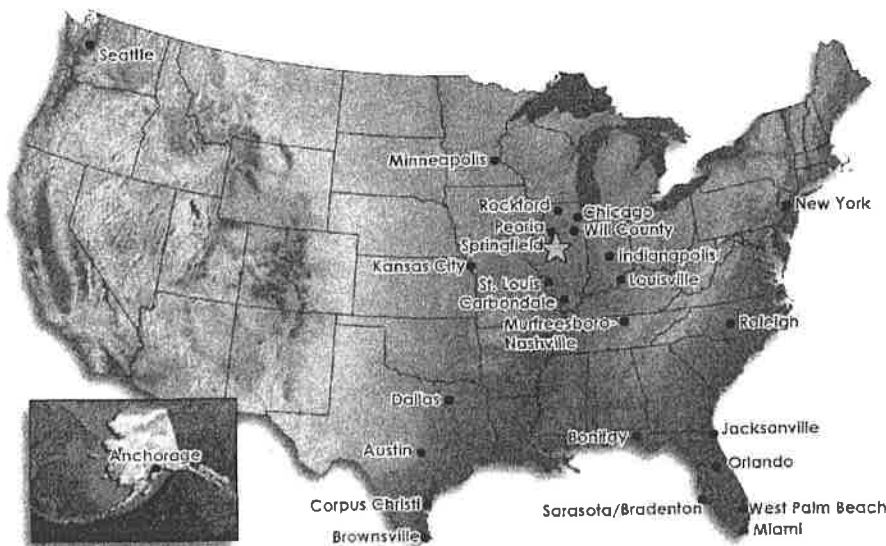 Seattle
Minneapolis
New York
Rockford
Chicago
Peoria
Will County
Springfield
Indianapolis
Kansas City
St. Louis
Louisville
Carbondale
Murfreesboro-
Nashville
Raleigh
Dallas
Bonifay
Jacksonville
Anchorage
Austin
Orlando
Corpus Christi
Sarasota/Bradenton
West Palm Beach
Brownsville
Miami